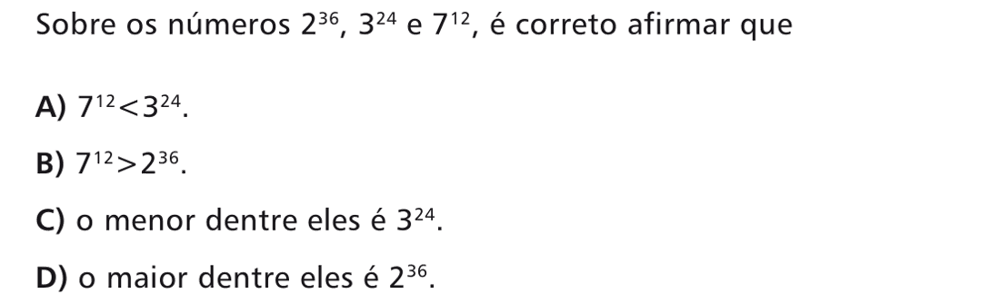 Sobre os números 2³⁶, 3²⁴ e 7¹², é correto afirmar que
A) 7¹²<3²⁴.
B) 7¹²>2³⁶.
C) o menor dentre eles é 3²⁴.
D) o maior dentre eles é 2³⁶.